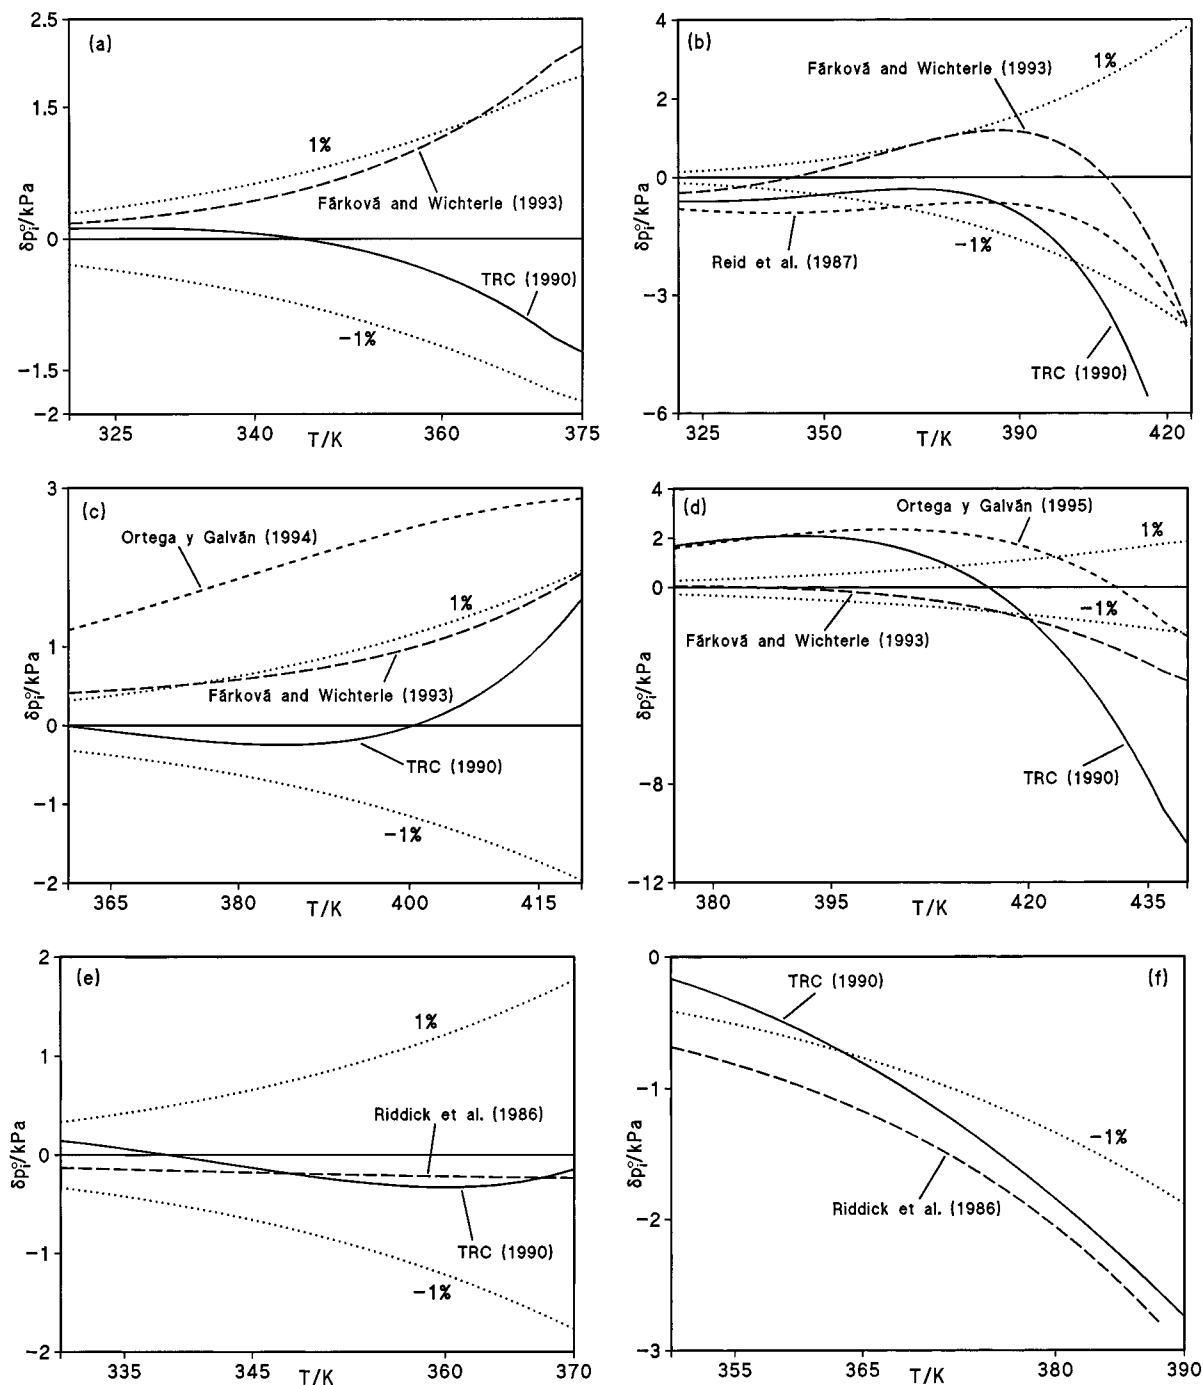 (a)
2.5
1.5
0
−1.5
−2
δp°i/kPa
1%
Fárková and Wichterle (1993)
TRC (1990)
−1%
325
340
T/K
360
375
(b)
4
2
0
−3
−6
δp°i/kPa
Fárková and Wichterle (1993)
1%
Reid et al. (1987)
−1%
TRC (1990)
325
350
T/K
390
420
(c)
3
1
0
−1
−2
δp°i/kPa
Ortega y Galván (1994)
1%
Fárková and Wichterle (1993)
TRC (1990)
−1%
365
380
T/K
400
415
(d)
4
2
0
−8
−12
δp°i/kPa
Ortega y Galván (1995)
1%
−1%
Fárková and Wichterle (1993)
TRC (1990)
380
395
T/K
420
435
(e)
2
1
0
−1
−2
δp°i/kPa
1%
Riddick et al. (1986)
TRC (1990)
−1%
335
345
T/K
360
370
(f)
0
−1
−2
−3
δp°i/kPa
TRC (1990)
−1%
Riddick et al. (1986)
355
365
T/K
380
390